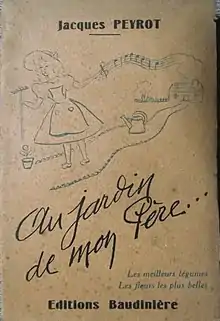 Jacques PEYROT
Au jardin
de mon Père...
Les meilleurs légumes
Les fleurs les plus belles
Editions Baudinière